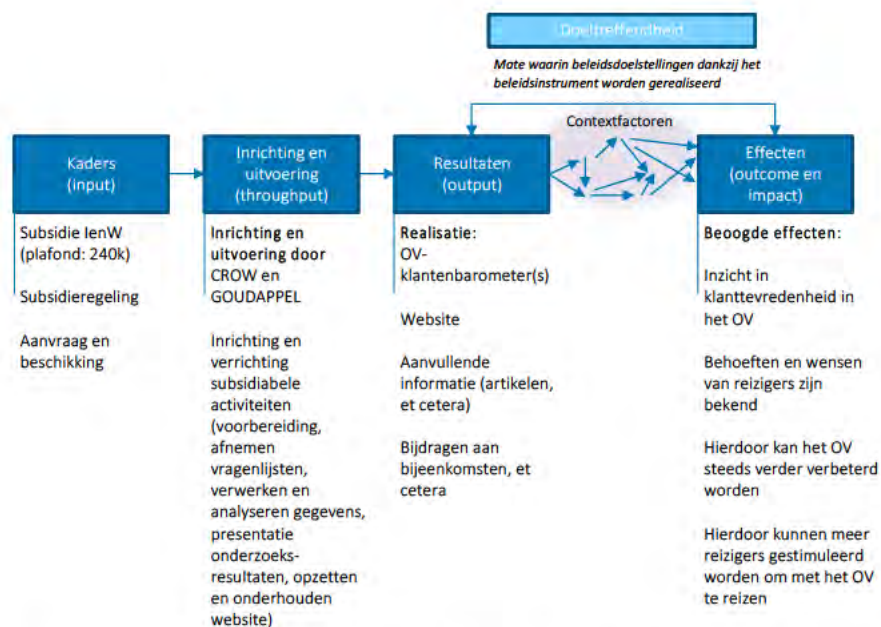 Doeltreffendheid
Mate waarin beleidsdoelstellingen dankzij het
beleidsinstrument worden gerealiseerd
Contextfactoren
Kaders
(input)
Inrichting en
uitvoering
(throughput)
Resultaten
(output)
Effecten
(outcome en
impact)
Subsidie IenW
(plafond: 240k)
Subsidieregeling
Aanvraag en
beschikking
Inrichting en
uitvoering door
CROW en
GOUDAPPEL
Inrichting en
verrichting
subsidiabele
activiteiten
(voorbereiding,
afnemen
vragenlijsten,
verwerken en
analyseren gegevens,
presentatie
onderzoeks-
resultaten, opzetten
en onderhouden
website)
Realisatie:
OV-
klantenbarometer(s)
Website
Aanvullende
informatie (artikelen,
et cetera)
Bijdragen aan
bijeenkomsten, et
cetera
Beoogde effecten:
Inzicht in
klanttevredenheid in
het OV
Behoeften en wensen
van reizigers zijn
bekend
Hierdoor kan het OV
steeds verder verbeterd
worden
Hierdoor kunnen meer
reizigers gestimuleerd
worden om met het OV
te reizen